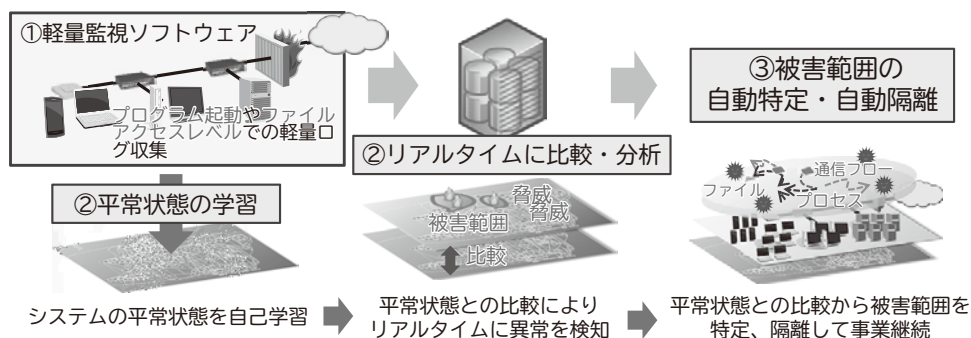 ①軽量監視ソフトウェア
プログラム起動やファイル
アクセスレベルでの軽量ロ
グ収集
②平常状態の学習
システムの平常状態を自己学習
②リアルタイムに比較・分析
脅威
脅威
被害範囲
比較
平常状態との比較により
リアルタイムに異常を検知
③被害範囲の
自動特定・自動隔離
通信フロー
ファイル
プロセス
平常状態との比較から被害範囲を
特定、隔離して事業継続